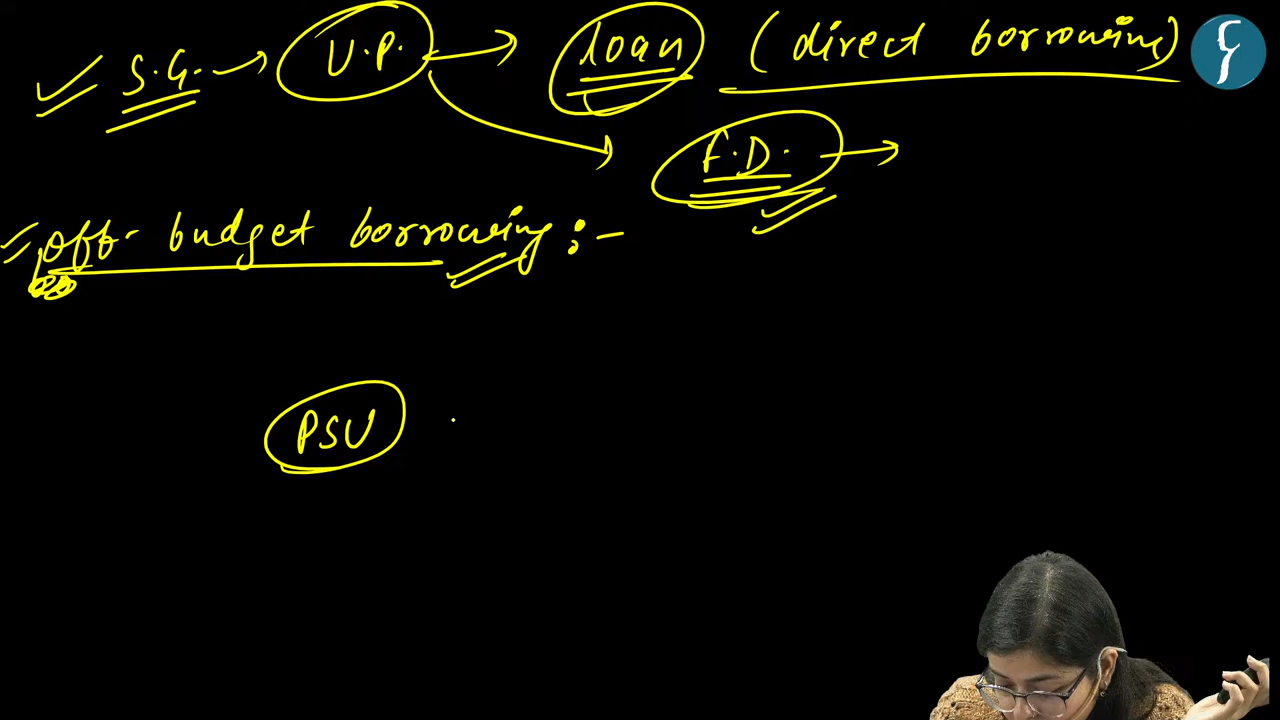 S.G. → U.P. → loan (direct borrowing)
→ F.D. →
off- budget borrowing :-
PSU